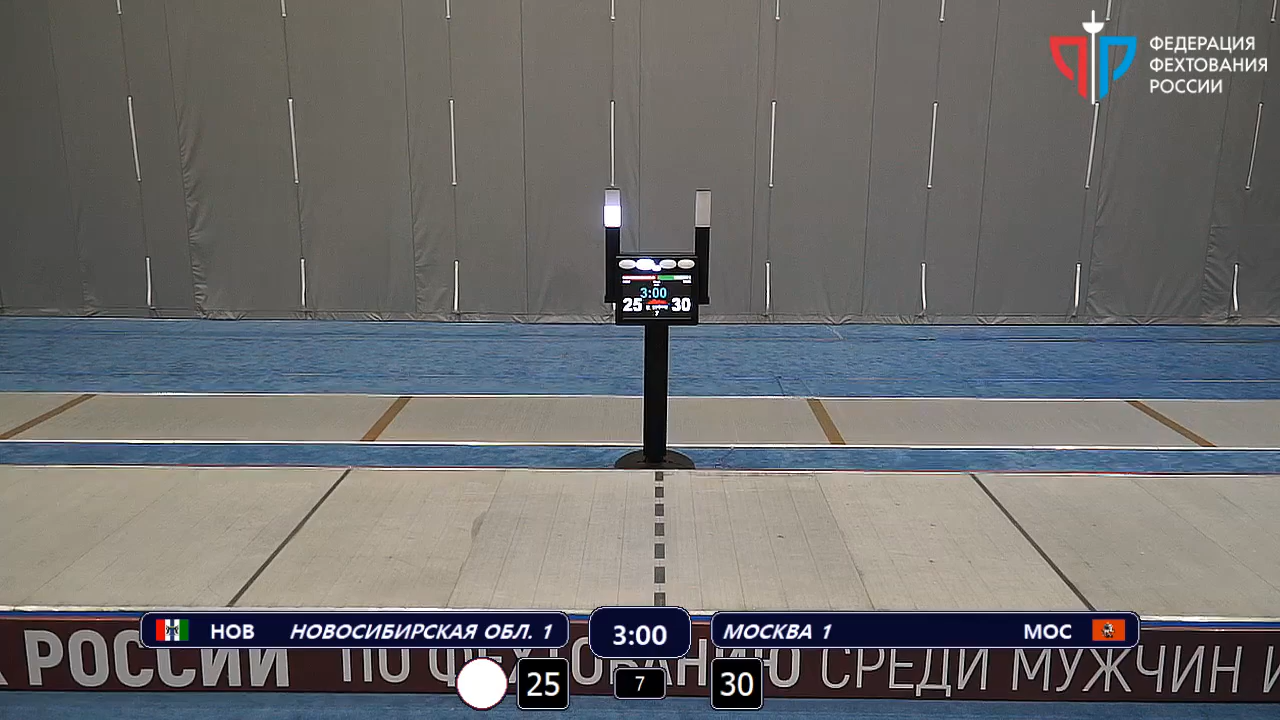 ФЕДЕРАЦИЯ
ФЕХТОВАНИЯ
РОССИИ
3:00
25 30
7
НОВ НОВОСИБИРСКАЯ ОБЛ. 1 3:00 МОСКВА 1 МОС
РОССИИ ПО ФЕХТОВАНИЮ СРЕДИ МУЖЧИН И
25 7 30